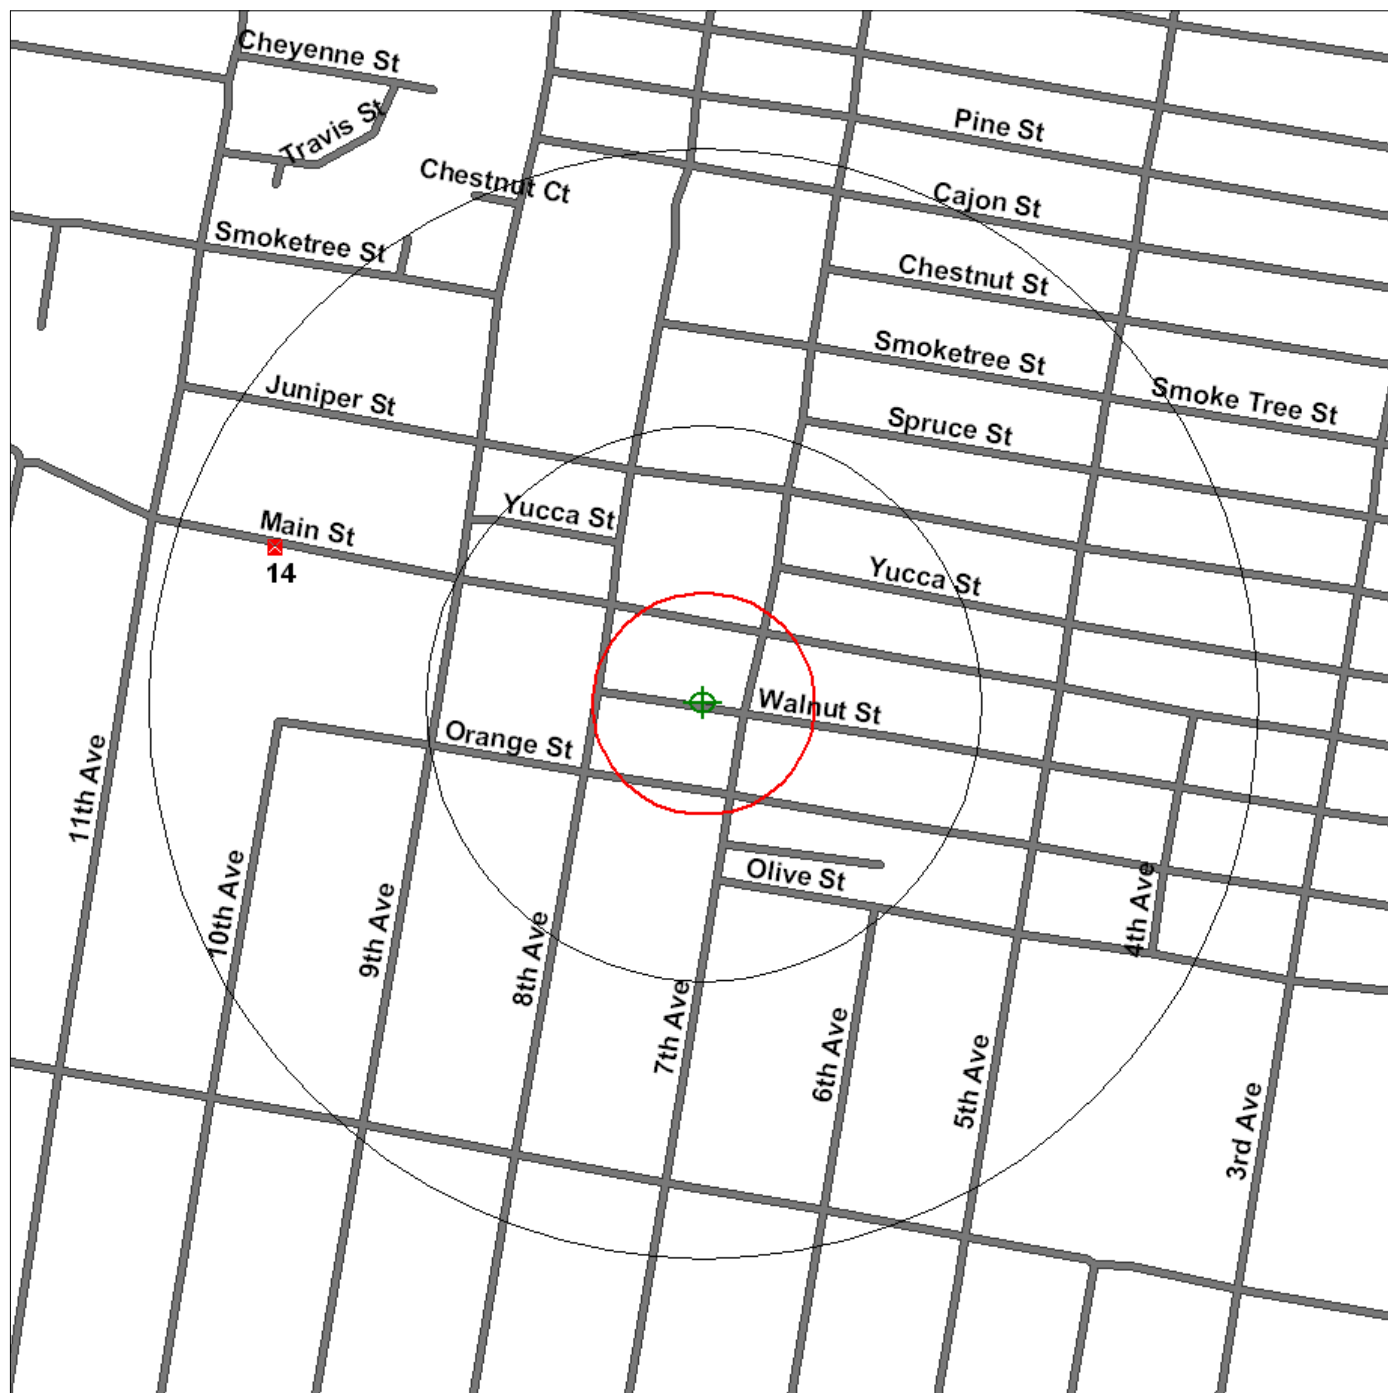 Cheyenne St
Travis St
Pine St
Chestnut Ct
Cajon St
Smoketree St
Chestnut St
Smoketree St
Smoke Tree St
Juniper St
Spruce St
Yucca St
Main St
14
Yucca St
Walnut St
Orange St
11th Ave
Olive St
10th Ave
9th Ave
8th Ave
4th Ave
7th Ave
6th Ave
5th Ave
3rd Ave